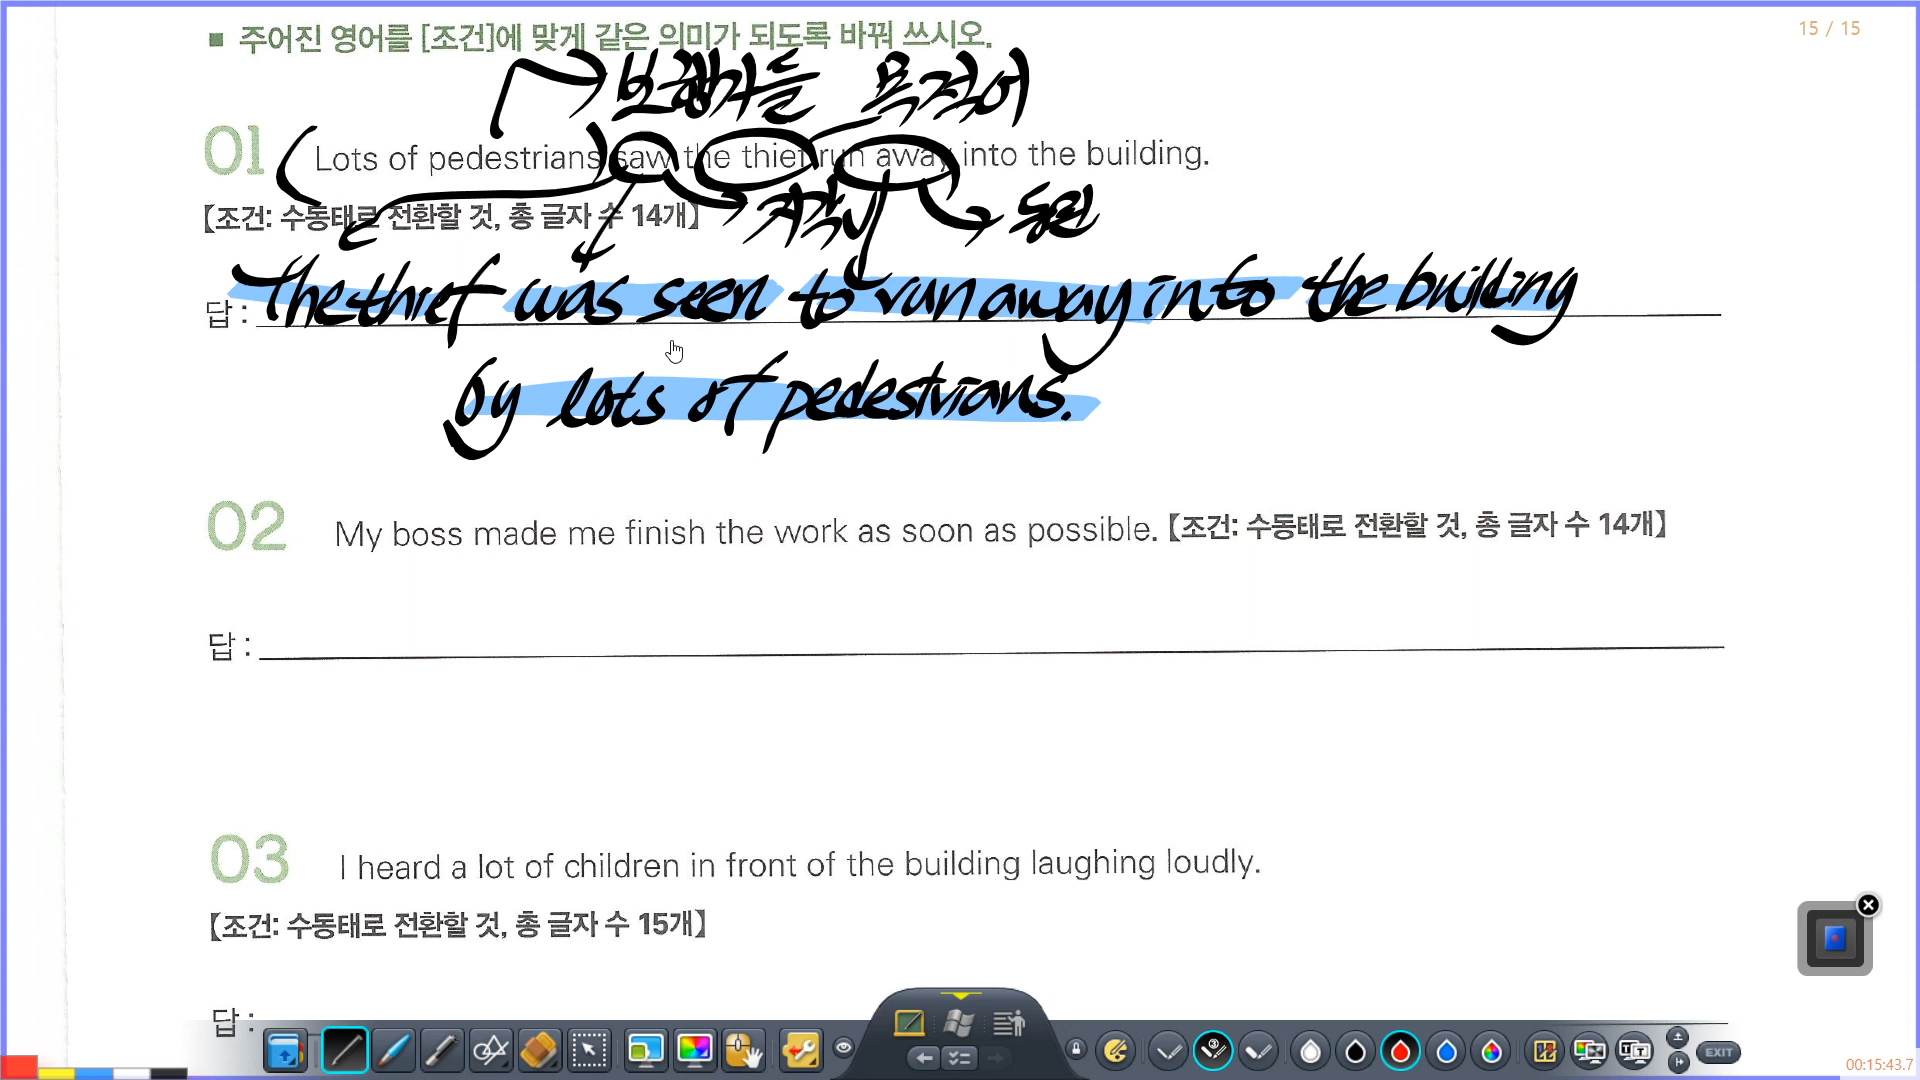 ■ 주어진 영어를 [조건]에 맞게 같은 의미가 되도록 바꿔 쓰시오.
15 / 15
보행자들 목적어
01 Lots of pedestrians saw the thief run away into the building.
【조건: 수동태로 전환할 것, 총 글자 수 14개】
지각V 동원
답 : The thief was seen to run away into the building
by lots of pedestrians.
02 My boss made me finish the work as soon as possible. 【조건: 수동태로 전환할 것, 총 글자 수 14개】
답 :
03 I heard a lot of children in front of the building laughing loudly.
【조건: 수동태로 전환할 것, 총 글자 수 15개】
답 :
EXIT
00:15:43.7